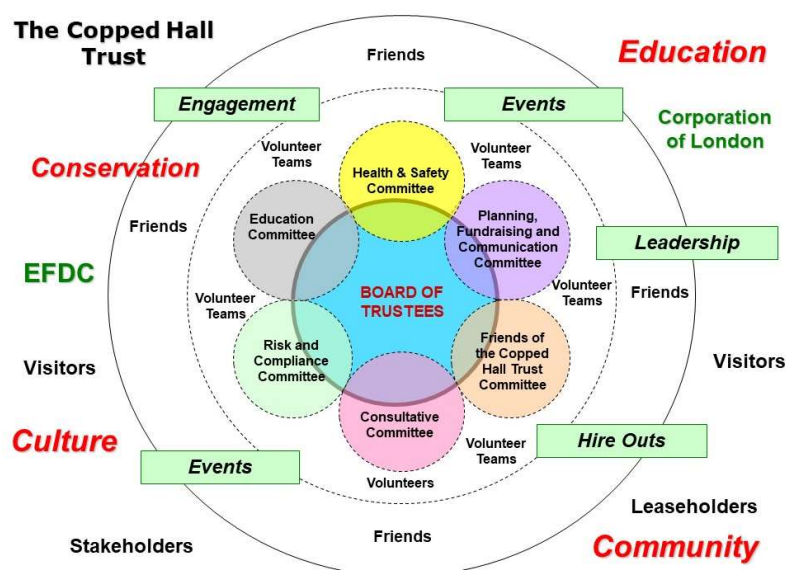 The Copped Hall
Trust
Friends
Education
Engagement
Events
Corporation
of London
Volunteer
Teams
Volunteer
Teams
Conservation
Health & Safety
Committee
Friends
Education
Committee
Planning,
Fundraising and
Communication
Committee
Leadership
EFDC
BOARD OF
TRUSTEES
Volunteer
Teams
Friends
Volunteer
Teams
Visitors
Risk and
Compliance
Committee
Friends
of the Copped
Hall Trust
Committee
Visitors
Culture
Consultative
Committee
Hire Outs
Volunteer
Teams
Events
Volunteers
Leaseholders
Friends
Stakeholders
Community